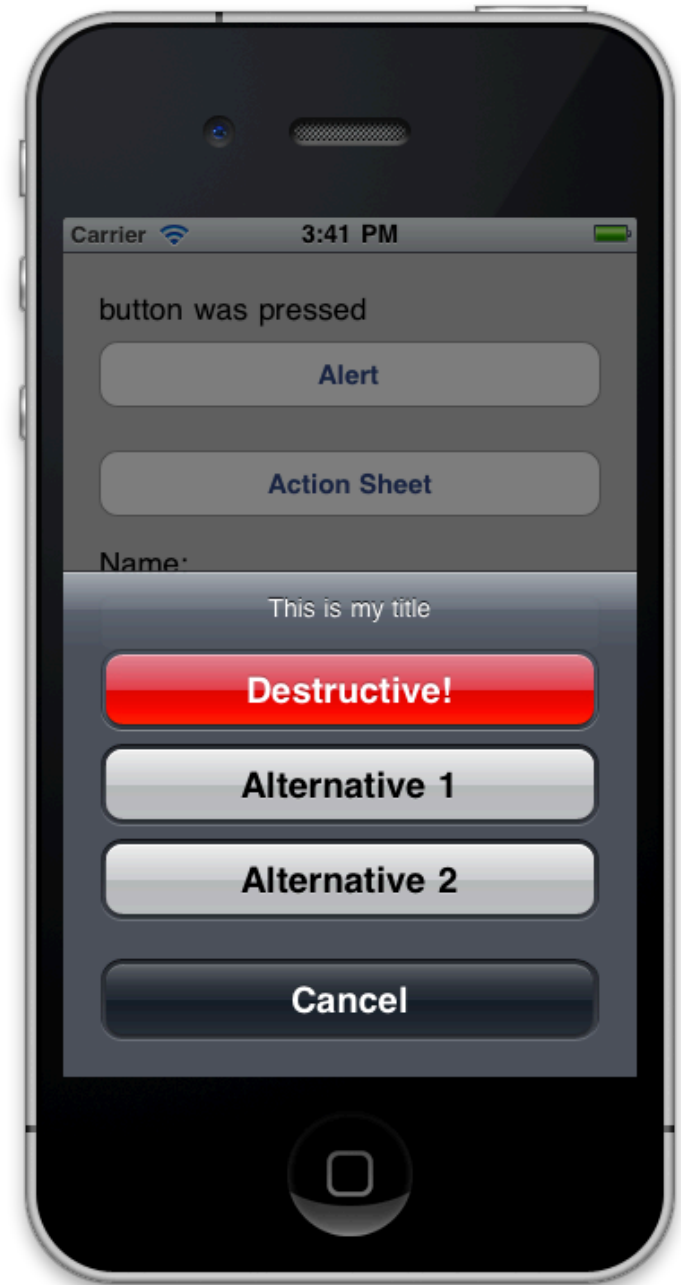 Carrier 3:41 PM
button was pressed
Alert
Action Sheet
Name:
This is my title
Destructive!
Alternative 1
Alternative 2
Cancel